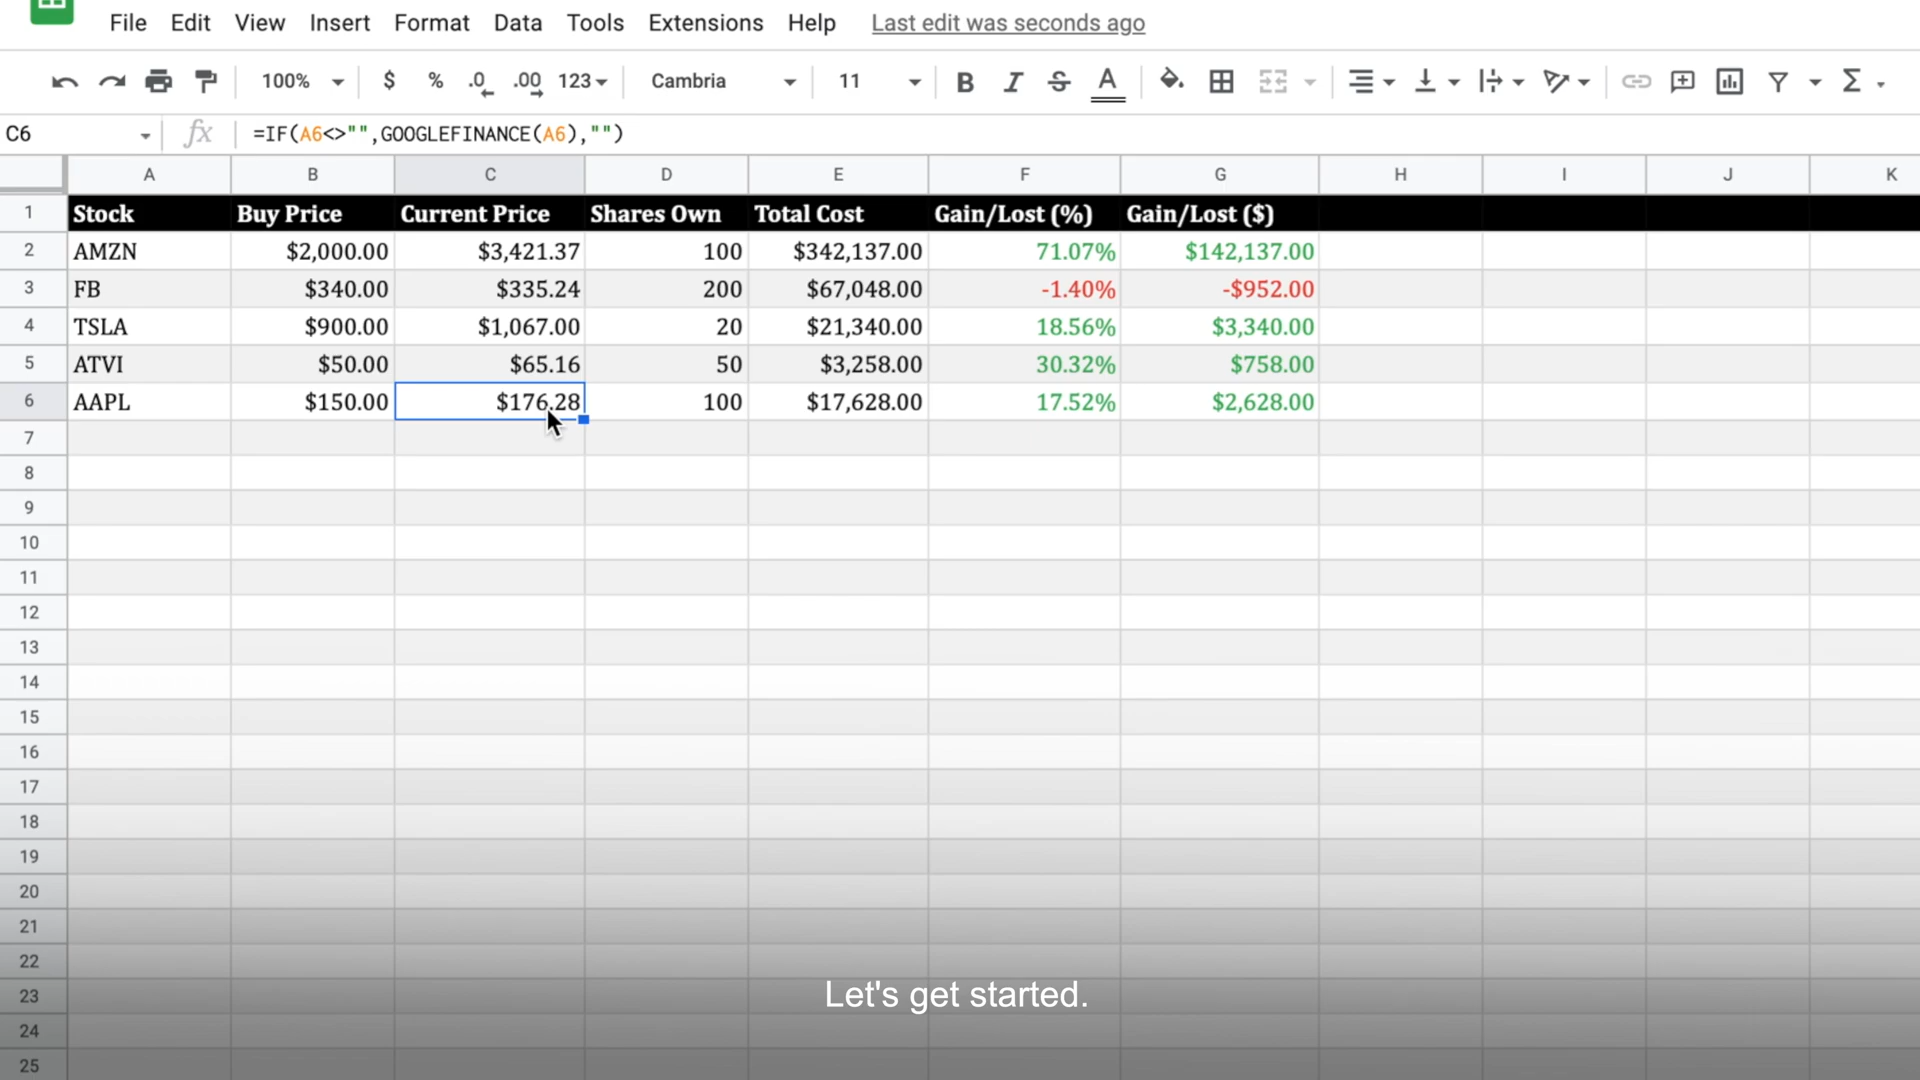 File Edit View Insert Format Data Tools Extensions Help Last edit was seconds ago
100% $ % .0 .00 123 Cambria 11 B I S A Σ
C6 fx =IF(A6<>"",GOOGLEFINANCE(A6),"")
A B C D E F G H I J K
1 Stock Buy Price Current Price Shares Own Total Cost Gain/Lost (%) Gain/Lost ($)
2 AMZN $2,000.00 $3,421.37 100 $342,137.00 71.07% $142,137.00
3 FB $340.00 $335.24 200 $67,048.00 -1.40% -$952.00
4 TSLA $900.00 $1,067.00 20 $21,340.00 18.56% $3,340.00
5 ATVI $50.00 $65.16 50 $3,258.00 30.32% $758.00
6 AAPL $150.00 $176.28 100 $17,628.00 17.52% $2,628.00
7
8
9
10
11
12
13
14
15
16
17
18
19
20
21
22
23 Let's get started.
24
25